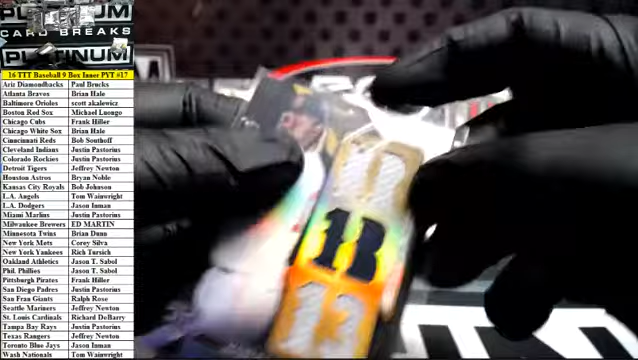 PLATINUM
CARD BREAKS
PLATINUM
16 TTT Baseball 9 Box Inner PYT #17
Ariz Diamondbacks Paul Brucks
Atlanta Braves Brian Hale
Baltimore Orioles scott akalewicz
Boston Red Sox Michael Luongo
Chicago Cubs Frank Hiller
Chicago White Sox Brian Hale
Cinncinati Reds Bob Southoff
Cleveland Indians Justin Pastorius
Colorado Rockies Justin Pastorius
Detroit Tigers Jeffrey Newton
Houston Astros Bryan Noble
Kansas City Royals Bob Johnson
L.A. Angels Tom Wainwright
L.A. Dodgers Jason Inman
Miami Marlins Justin Pastorius
Milwaukee Brewers ED MARTIN
Minnesota Twins Brian Dunn
New York Mets Corey Silva
New York Yankees Rich Tursich
Oakland Athletics Jason T. Sabol
Phil. Phillies Jason T. Sabol
Pittsburgh Pirates Frank Hiller
San Diego Padres Justin Pastorius
San Fran Giants Ralph Rose
Seattle Mariners Jeffrey Newton
St. Louis Cardinals Richard DeBarry
Tampa Bay Rays Justin Pastorius
Texas Rangers Jeffrey Newton
Toronto Blue Jays Jason Inman
Wash Nationals Tom Wainwright
13